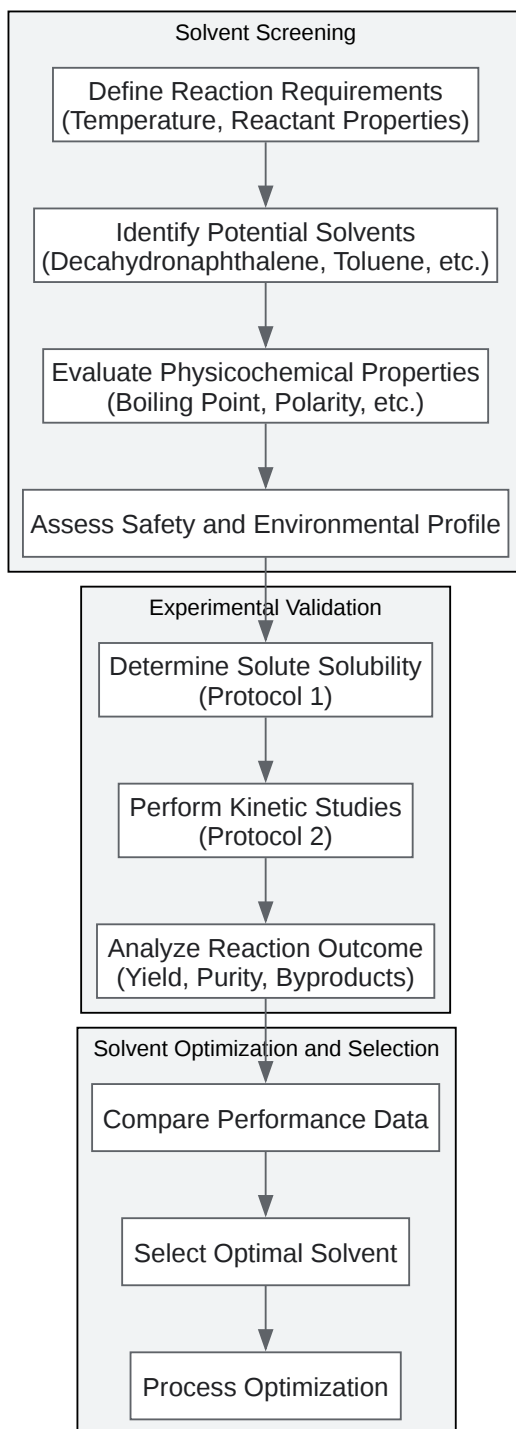 Solvent Screening
Define Reaction Requirements
(Temperature, Reactant Properties)
Identify Potential Solvents
(Decahydronaphthalene, Toluene, etc.)
Evaluate Physicochemical Properties
(Boiling Point, Polarity, etc.)
Assess Safety and Environmental Profile
Experimental Validation
Determine Solute Solubility
(Protocol 1)
Perform Kinetic Studies
(Protocol 2)
Analyze Reaction Outcome
(Yield, Purity, Byproducts)
Solvent Optimization and Selection
Compare Performance Data
Select Optimal Solvent
Process Optimization